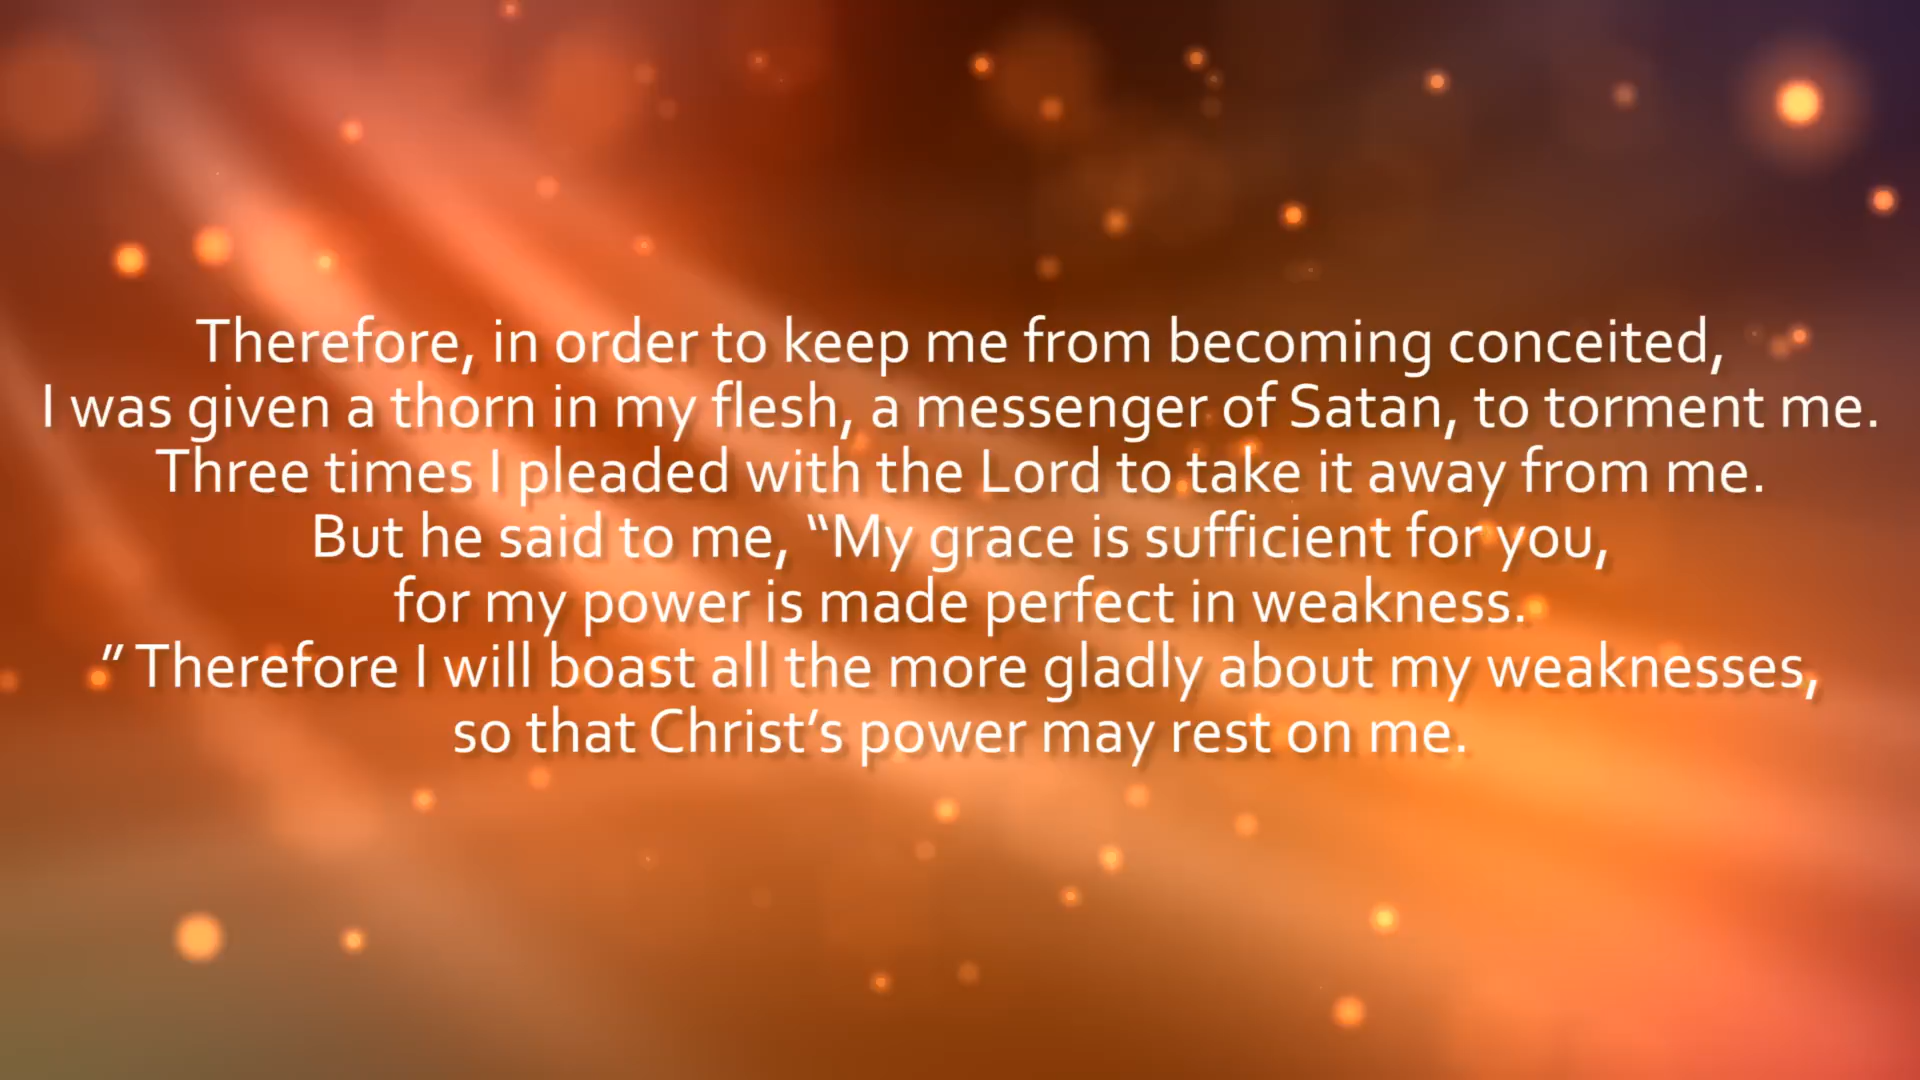 Therefore, in order to keep me from becoming conceited,
I was given a thorn in my flesh, a messenger of Satan, to torment me.
Three times I pleaded with the Lord to take it away from me.
But he said to me, “My grace is sufficient for you,
for my power is made perfect in weakness.
” Therefore I will boast all the more gladly about my weaknesses,
so that Christ’s power may rest on me.